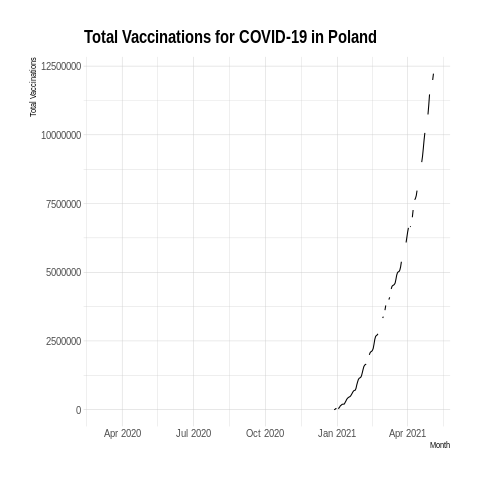 Total Vaccinations for COVID-19 in Poland
Total Vaccinations
12500000
10000000
7500000
5000000
2500000
0
Apr 2020 Jul 2020 Oct 2020 Jan 2021 Apr 2021
Month